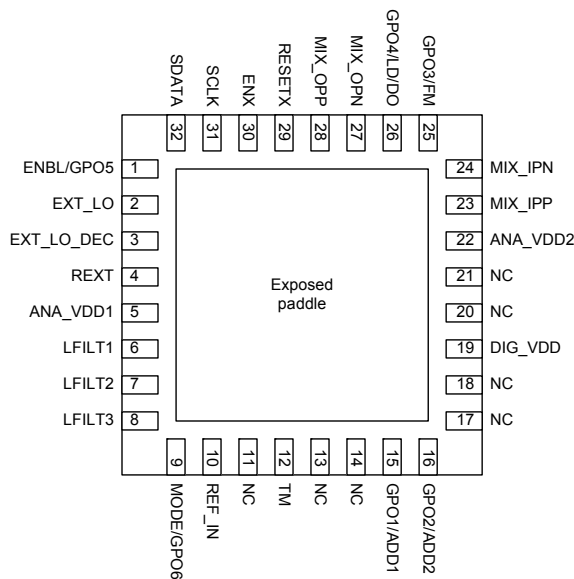 SDATA
SCLK
ENX
RESETX
MIX_OPP
MIX_OPN
GPO4/LD/DO
GPO3/FM
32
31
30
29
28
27
26
25
ENBL/GPO5 1
EXT_LO 2
EXT_LO_DEC 3
REXT 4
ANA_VDD1 5
LFILT1 6
LFILT2 7
LFILT3 8
Exposed
paddle
24 MIX_IPN
23 MIX_IPP
22 ANA_VDD2
21 NC
20 NC
19 DIG_VDD
18 NC
17 NC
9
10
11
12
13
14
15
16
MODE/GPO6
REF_IN
NC
TM
NC
NC
GPO1/ADD1
GPO2/ADD2